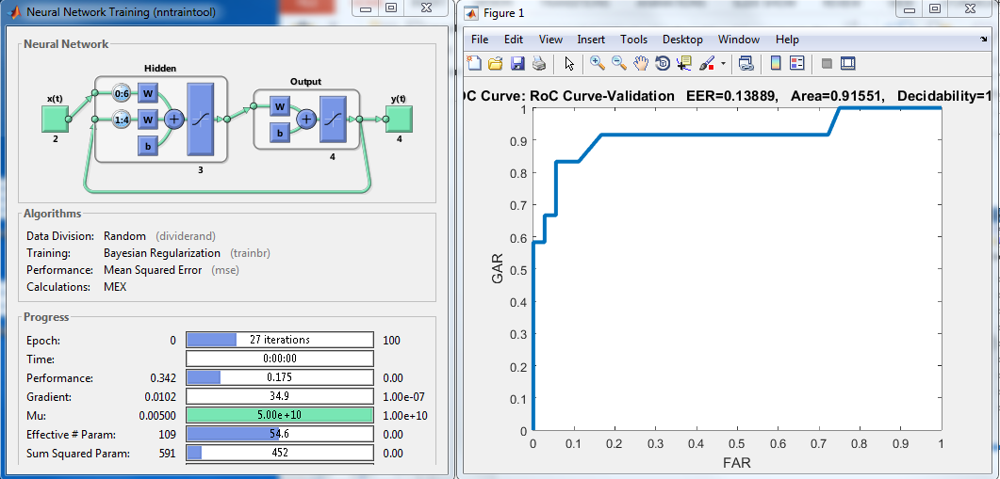 Neural Network Training (nntraintool)
Neural Network
Hidden
Output
x(t)
y(t)
0:6
W
1:4
W
b
W
b
2
3
4
4
Algorithms
Data Division: Random (dividerand)
Training: Bayesian Regularization (trainbr)
Performance: Mean Squared Error (mse)
Calculations: MEX
Progress
Epoch: 0 27 iterations 100
Time: 0:00:00
Performance: 0.342 0.175 0.00
Gradient: 0.0102 34.9 1.00e-07
Mu: 0.00500 5.00e+10 1.00e+10
Effective # Param: 109 54.6 0.00
Sum Squared Param: 591 452 0.00
Figure 1
File Edit View Insert Tools Desktop Window Help
OC Curve: RoC Curve-Validation EER=0.13889, Area=0.91551, Decidability=1
1
0.9
0.8
0.7
0.6
0.5
0.4
0.3
0.2
0.1
0
GAR
0 0.1 0.2 0.3 0.4 0.5 0.6 0.7 0.8 0.9 1
FAR